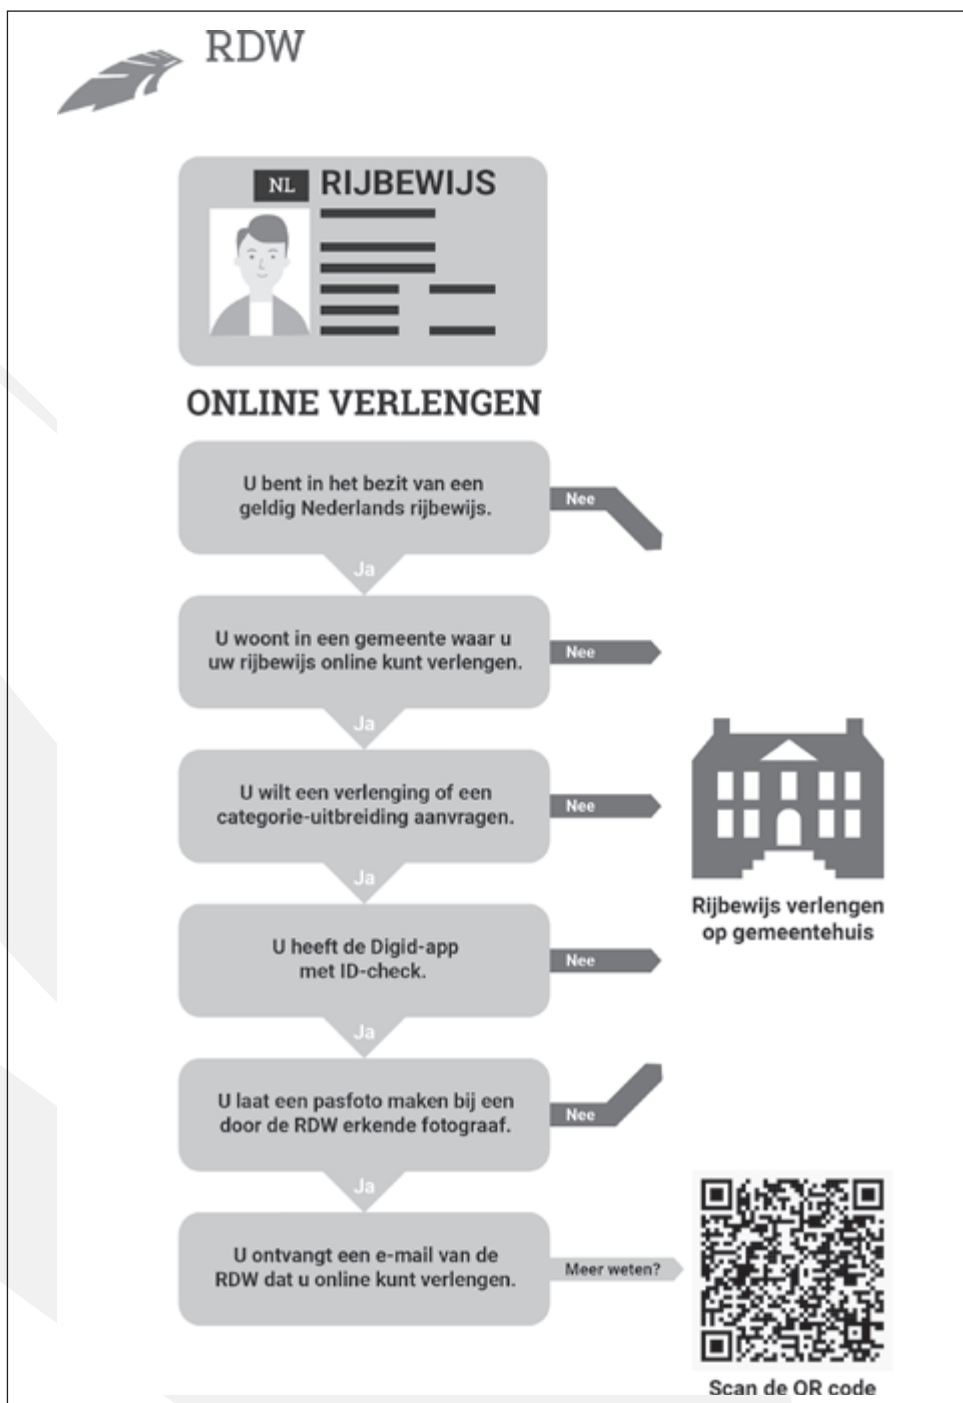 RDW
NL RIJBEWIJS
ONLINE VERLENGEN
U bent in het bezit van een
geldig Nederlands rijbewijs.
Nee
Ja
U woont in een gemeente waar u
uw rijbewijs online kunt verlengen.
Nee
Ja
U wilt een verlenging of een
categorie-uitbreiding aanvragen.
Nee
Ja
U heeft de Digid-app
met ID-check.
Nee
Ja
U laat een pasfoto maken bij een
door de RDW erkende fotograaf.
Nee
Ja
Rijbewijs verlengen
op gemeentehuis
U ontvangt een e-mail van de
RDW dat u online kunt verlengen.
Meer weten?
Scan de QR code